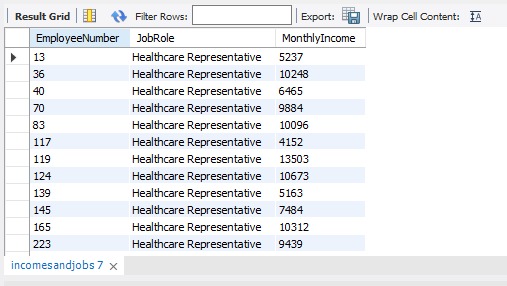 Result Grid Filter Rows: Export: Wrap Cell Content: IA
EmployeeNumber JobRole MonthlyIncome
13 Healthcare Representative 5237
36 Healthcare Representative 10248
40 Healthcare Representative 6465
70 Healthcare Representative 9884
83 Healthcare Representative 10096
117 Healthcare Representative 4152
119 Healthcare Representative 13503
124 Healthcare Representative 10673
139 Healthcare Representative 5163
145 Healthcare Representative 7484
165 Healthcare Representative 10312
223 Healthcare Representative 9439
incomesandjobs 7 ×